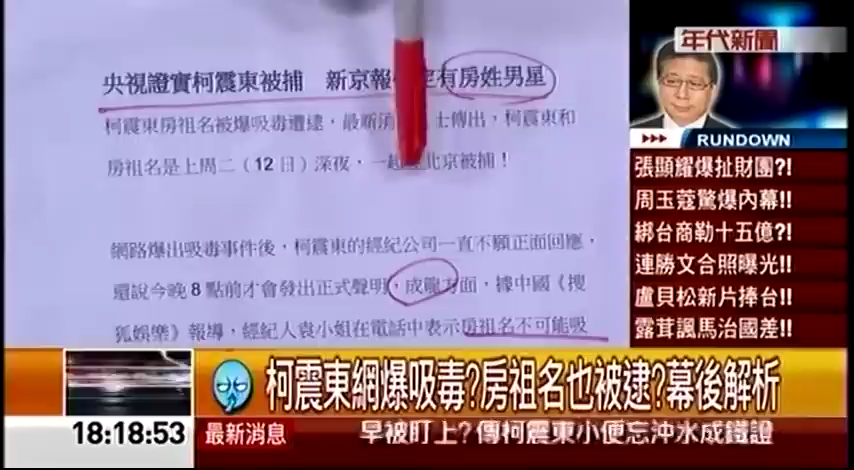 年代新聞
央視證實柯震東被捕 新京報 有房姓男星
柯震東房祖名被爆吸毒遭逮,最新消 士傳出,柯震東和
房祖名是上周二(12日)深夜,一起 北京被捕!
網路爆出吸毒事件後,柯震東的經紀公司一直不願正面回應,
還說今晚8點前才會發出正式聲明,成龍方面,據中國《搜
狐娛樂》報導,經紀人袁小姐在電話中表示房祖名不可能吸
RUNDOWN
張顯耀爆扯財團?!
周玉蔻驚爆內幕!!
綁台商勒十五億?!
連勝文合照曝光!!
盧貝松新片捧台!!
露茸諷馬治國差!!
柯震東網爆吸毒?房祖名也被逮?幕後解析
18:18:53
最新消息
早被盯上?傳柯震東小便忘沖水成鐵證